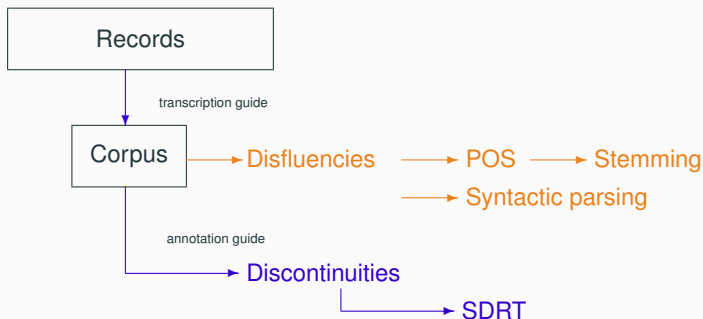 Records
transcription guide
Corpus
Disfluencies
POS
Stemming
Syntactic parsing
annotation guide
Discontinuities
SDRT